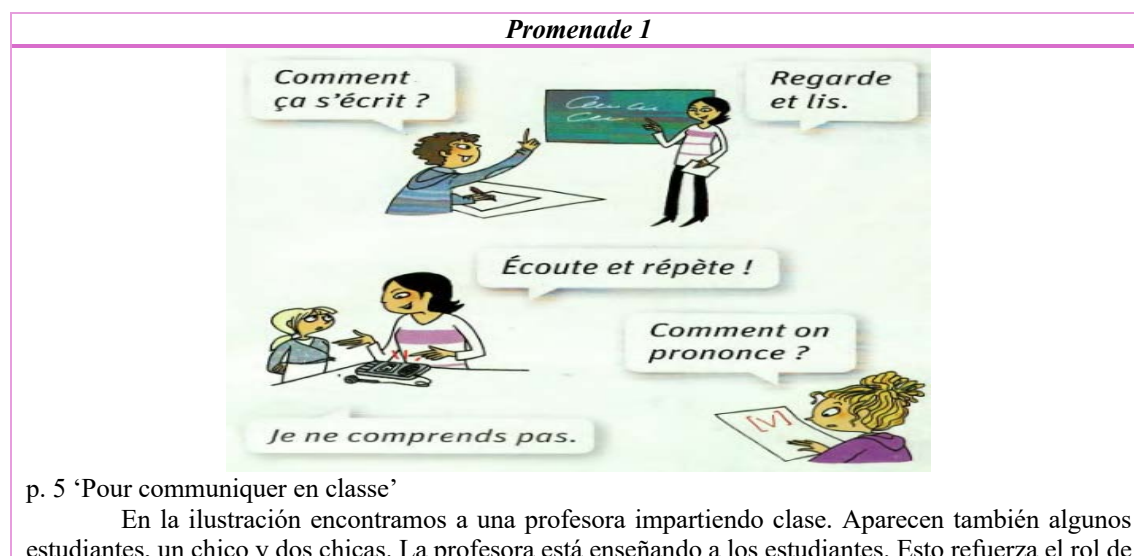 Promenade 1
Comment
ça s'écrit ?
Regarde
et lis.
Écoute et répète !
Comment on
prononce ?
[v]
Je ne comprends pas.
p. 5 ‘Pour communiquer en classe’
En la ilustración encontramos a una profesora impartiendo clase. Aparecen también algunos
estudiantes, un chico y dos chicas. La profesora está enseñando a los estudiantes. Esto refuerza el rol de